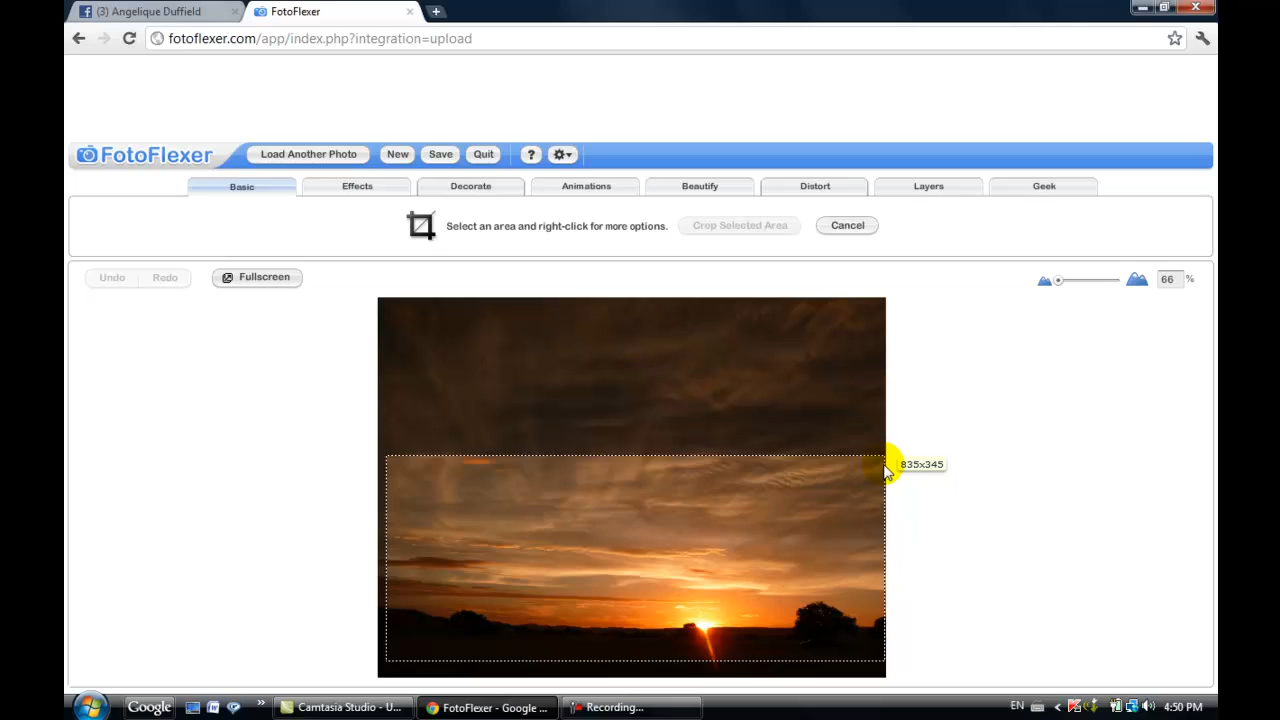 (3) Angelique Duffield
FotoFlexer
fotoflexer.com/app/index.php?integration=upload
FotoFlexer
Load Another Photo
New
Save
Quit
?
Basic
Effects
Decorate
Animations
Beautify
Distort
Layers
Geek
Select an area and right-click for more options.
Crop Selected Area
Cancel
Undo
Redo
Fullscreen
66 %
835x345
Google
Camtasia Studio - U...
FotoFlexer - Google ...
Recording...
EN
4:50 PM